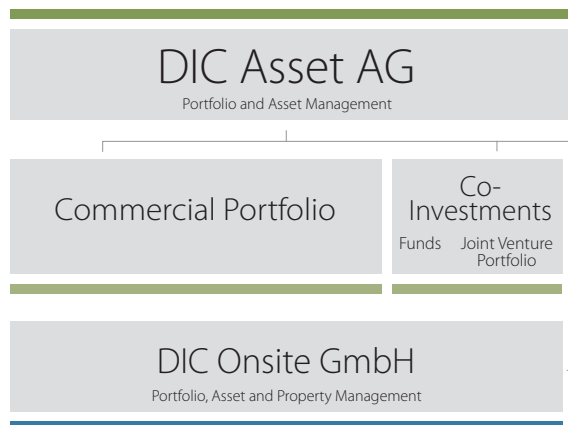 DIC Asset AG
Portfolio and Asset Management
Commercial Portfolio
Co-
Investments
Funds Joint Venture
Portfolio
DIC Onsite GmbH
Portfolio, Asset and Property Management